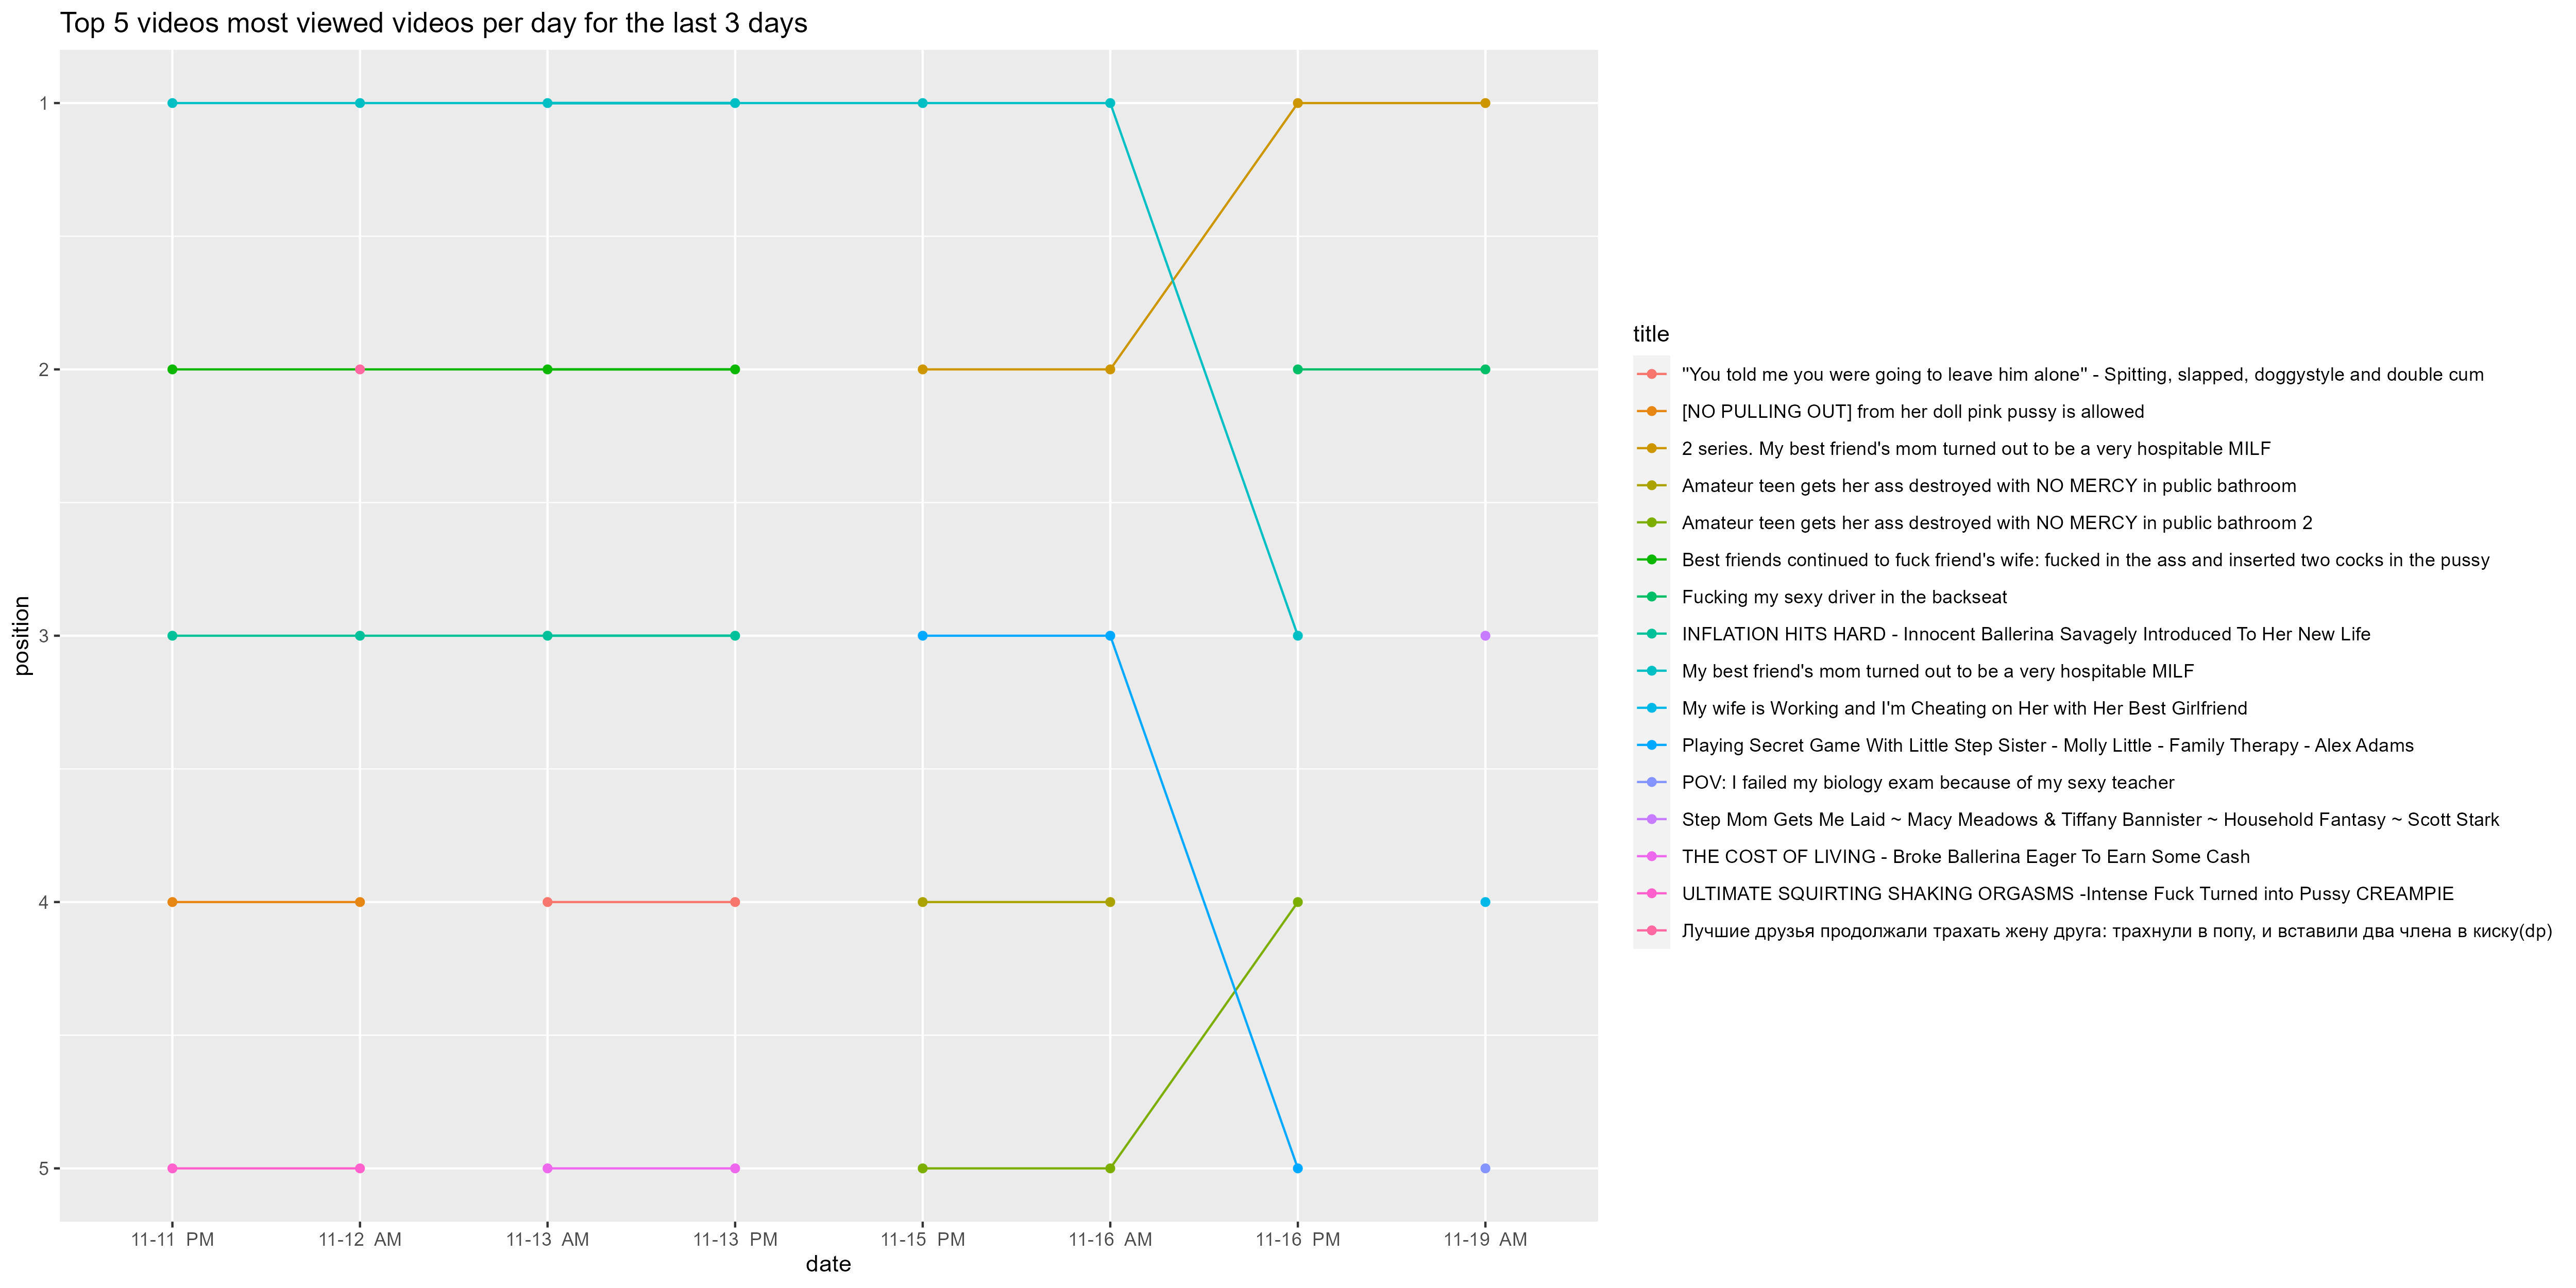 Top 5 videos most viewed videos per day for the last 3 days
1
2
3
4
5
position
11-11 PM
11-12 AM
11-13 AM
11-13 PM
11-15 PM
11-16 AM
11-16 PM
11-19 AM
date
title
"You told me you were going to leave him alone" - Spitting, slapped, doggystyle and double cum
[NO PULLING OUT] from her doll pink pussy is allowed
2 series. My best friend's mom turned out to be a very hospitable MILF
Amateur teen gets her ass destroyed with NO MERCY in public bathroom
Amateur teen gets her ass destroyed with NO MERCY in public bathroom 2
Best friends continued to fuck friend's wife: fucked in the ass and inserted two cocks in the pussy
Fucking my sexy driver in the backseat
INFLATION HITS HARD - Innocent Ballerina Savagely Introduced To Her New Life
My best friend's mom turned out to be a very hospitable MILF
My wife is Working and I'm Cheating on Her with Her Best Girlfriend
Playing Secret Game With Little Step Sister - Molly Little - Family Therapy - Alex Adams
POV: I failed my biology exam because of my sexy teacher
Step Mom Gets Me Laid ~ Macy Meadows & Tiffany Bannister ~ Household Fantasy ~ Scott Stark
THE COST OF LIVING - Broke Ballerina Eager To Earn Some Cash
ULTIMATE SQUIRTING SHAKING ORGASMS -Intense Fuck Turned into Pussy CREAMPIE
Лучшие друзья продолжали трахать жену друга: трахнули в попу, и вставили два члена в киску(dp)